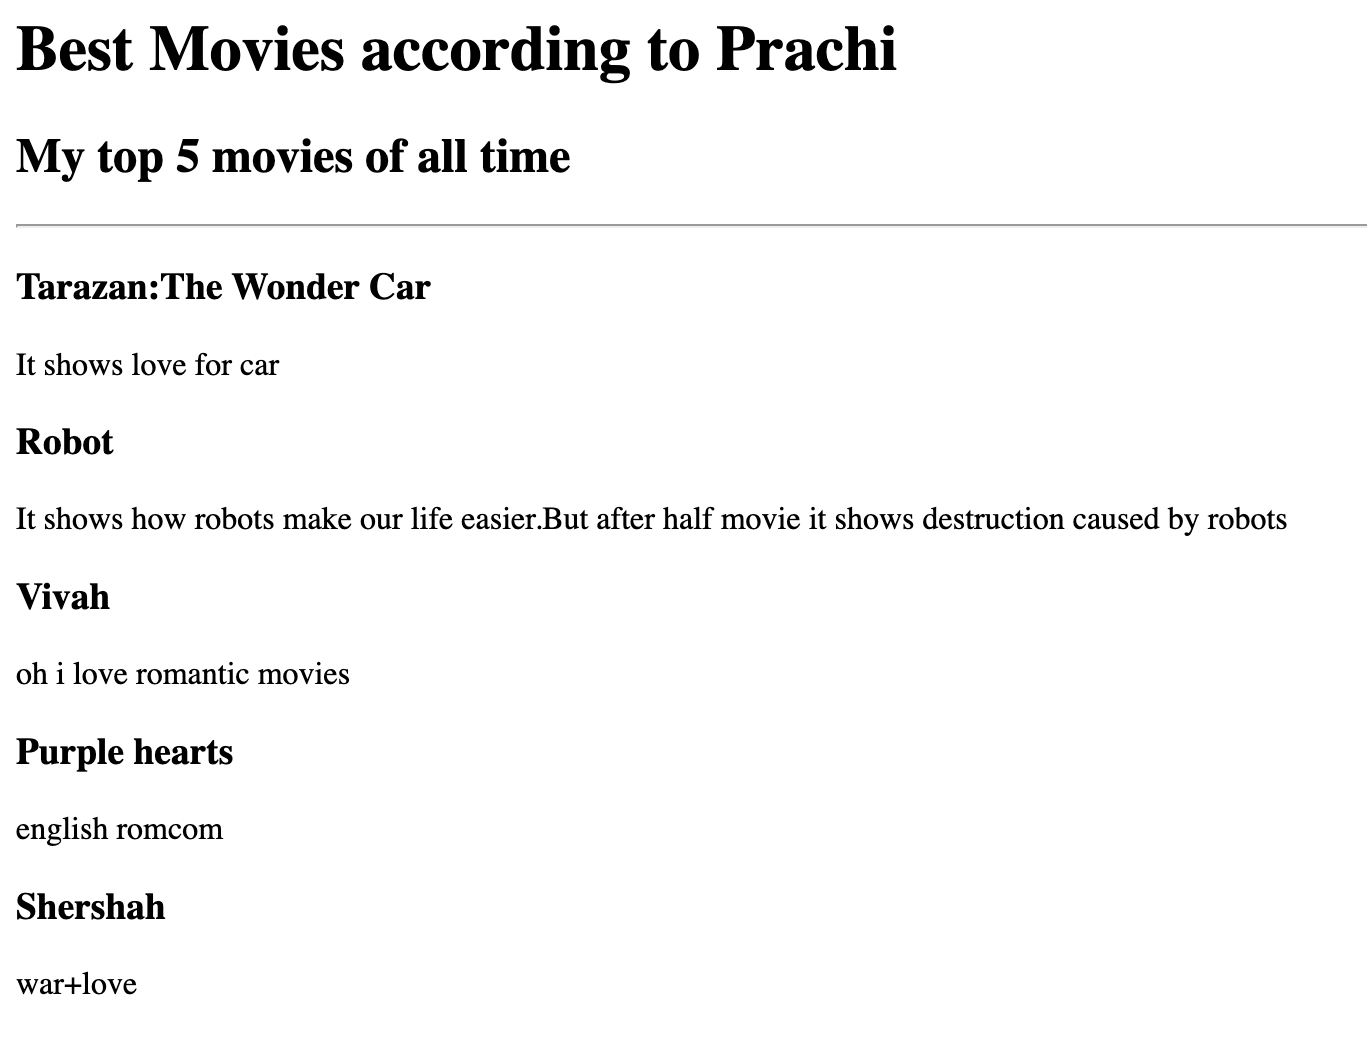 Best Movies according to Prachi
My top 5 movies of all time
Tarazan:The Wonder Car
It shows love for car
Robot
It shows how robots make our life easier.But after half movie it shows destruction caused by robots
Vivah
oh i love romantic movies
Purple hearts
english romcom
Shershah
war+love